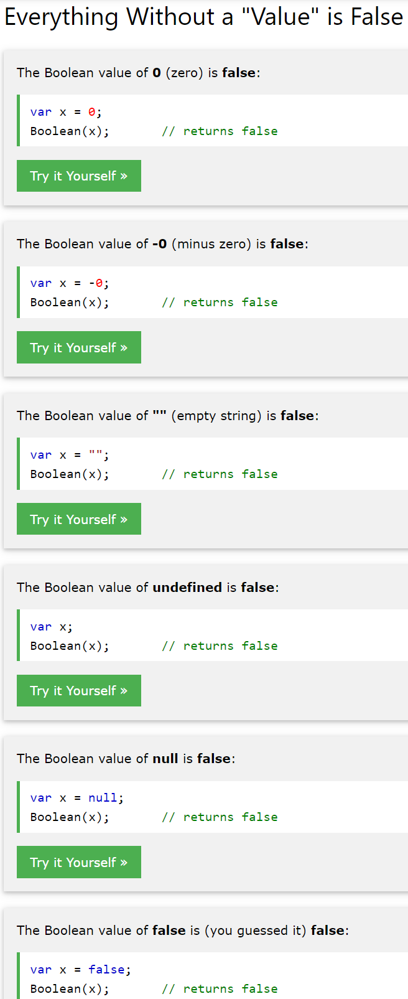 Everything Without a "Value" is False
The Boolean value of 0 (zero) is false:
var x = 0;
Boolean(x);       // returns false
Try it Yourself »
The Boolean value of -0 (minus zero) is false:
var x = -0;
Boolean(x);       // returns false
Try it Yourself »
The Boolean value of "" (empty string) is false:
var x = "";
Boolean(x);       // returns false
Try it Yourself »
The Boolean value of undefined is false:
var x;
Boolean(x);       // returns false
Try it Yourself »
The Boolean value of null is false:
var x = null;
Boolean(x);       // returns false
Try it Yourself »
The Boolean value of false is (you guessed it) false:
var x = false;
Boolean(x);       // returns false